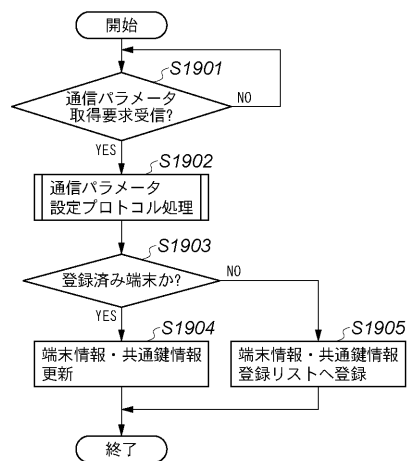 開始
S1901
通信パラメータ
取得要求受信?
NO
YES
S1902
通信パラメータ
設定プロトコル処理
S1903
登録済み端末か?
NO
YES
S1904
端末情報・共通鍵情報
更新
S1905
端末情報・共通鍵情報
登録リストへ登録
終了